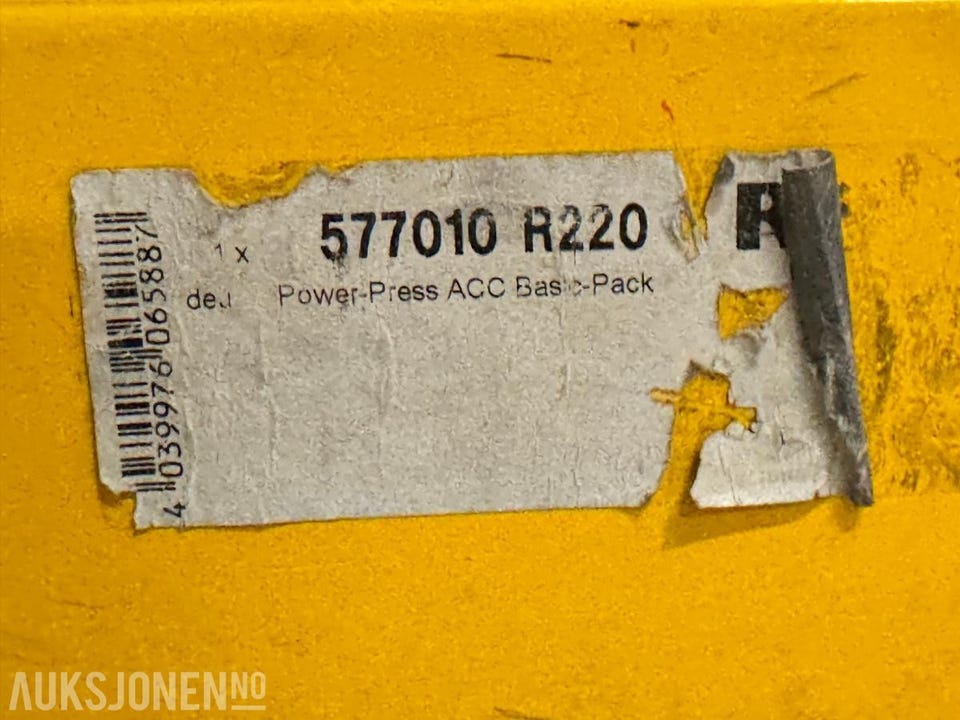 1 x 577010 R220
deu Power-Press ACC Basic-Pack
4 039976 065887
AUKSJONEN NO